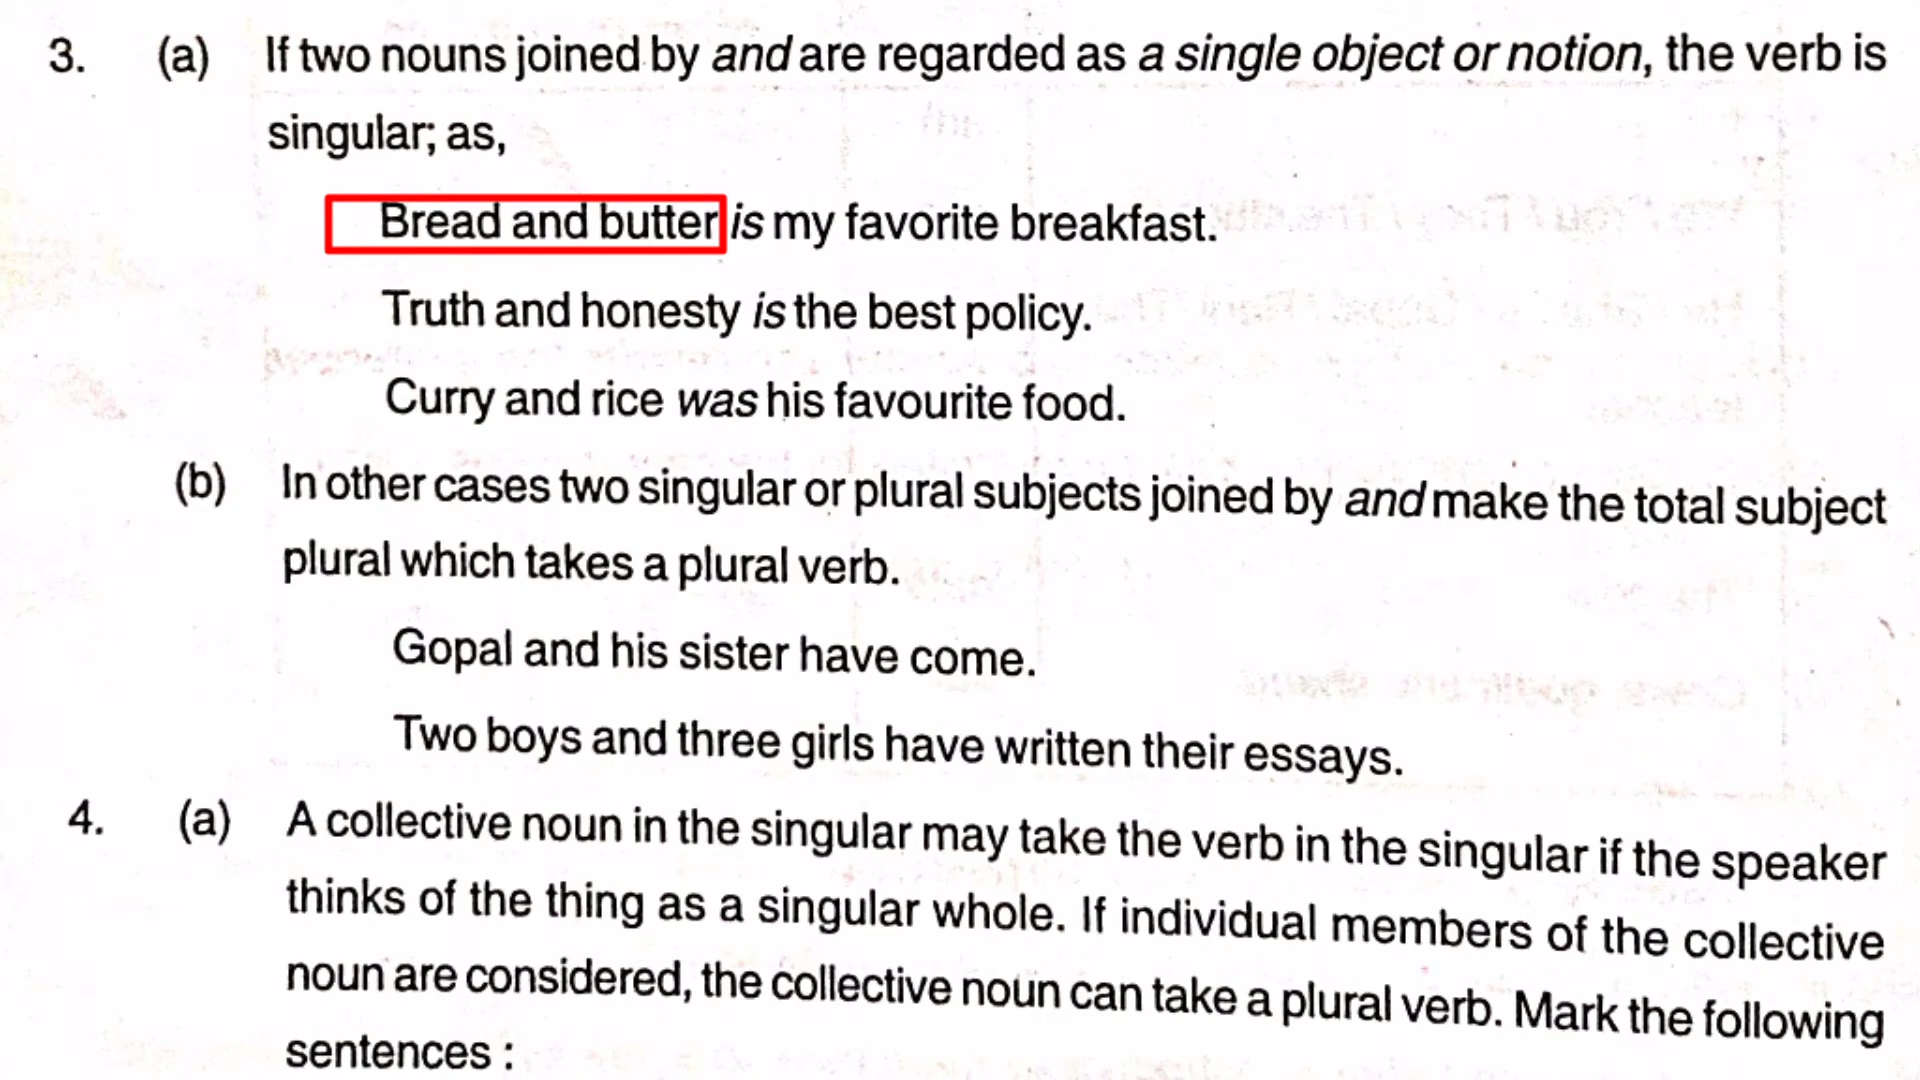 3. (a) If two nouns joined by and are regarded as a single object or notion, the verb is
singular; as,
Bread and butter is my favorite breakfast.
Truth and honesty is the best policy.
Curry and rice was his favourite food.
(b) In other cases two singular or plural subjects joined by and make the total subject
plural which takes a plural verb.
Gopal and his sister have come.
Two boys and three girls have written their essays.
4. (a) A collective noun in the singular may take the verb in the singular if the speaker
thinks of the thing as a singular whole. If individual members of the collective
noun are considered, the collective noun can take a plural verb. Mark the following
sentences :